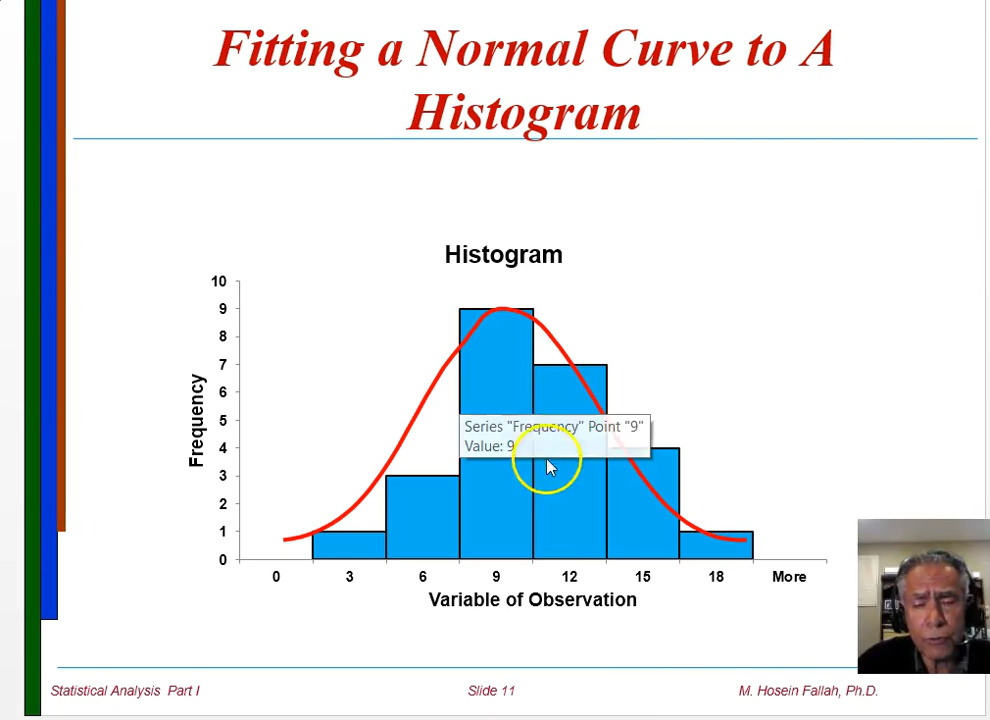 Fitting a Normal Curve to A
Histogram
Histogram
10
9
8
7
6
5
4
3
2
1
0
Frequency
Series "Frequency" Point "9"
Value: 9
0 3 6 9 12 15 18 More
Variable of Observation
Statistical Analysis Part I Slide 11 M. Hosein Fallah, Ph.D.